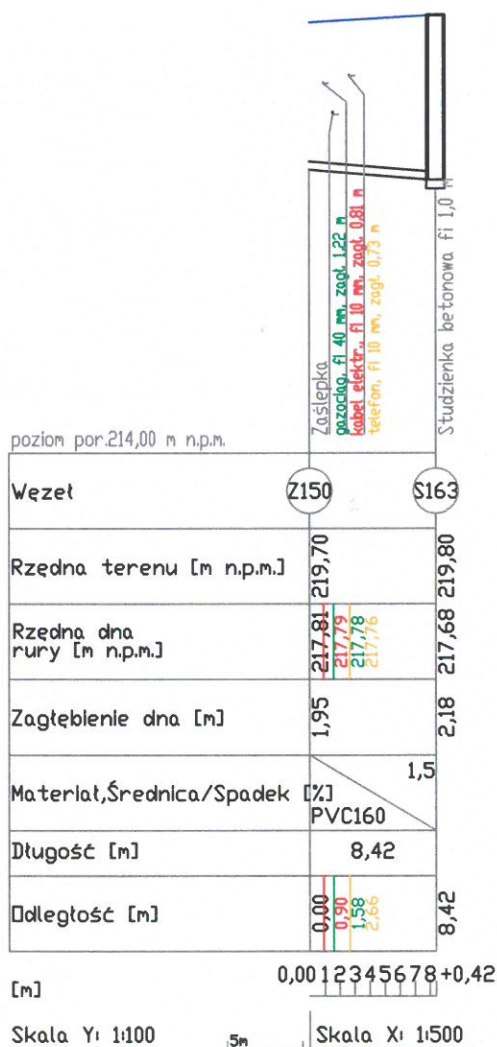 Zaślepka
gazociąg, fi 40 mm, zagł. 1,22 m
kabel elektr., fi 10 mm, zagł. 0,81 m
telefon, fi 10 mm, zagł. 0,73 m
Studzienka betonowa fi 1,0 m
poziom por.214,00 m n.p.m.
Węzeł Z150 S163
Rzędna terenu [m n.p.m.] 219,70 219,80
Rzędna dna
rury [m n.p.m.] 217,81 217,79 217,78 217,76 217,68
Zagłębienie dna [m] 1,95 2,18
1,5
Materiał,Średnica/Spadek [%]
PVC160
Długość [m] 8,42
Odległość [m] 0,00 0,90 1,58 2,66 8,42
[m] 0,00 1 2 3 4 5 6 7 8 +0,42
Skala Y: 1:100 5m Skala X: 1:500